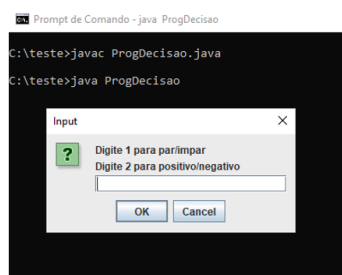 Prompt de Comando - java ProgDecisao
C:\teste>javac ProgDecisao.java
C:\teste>java ProgDecisao
Input
Digite 1 para par/impar
Digite 2 para positivo/negativo
OK
Cancel